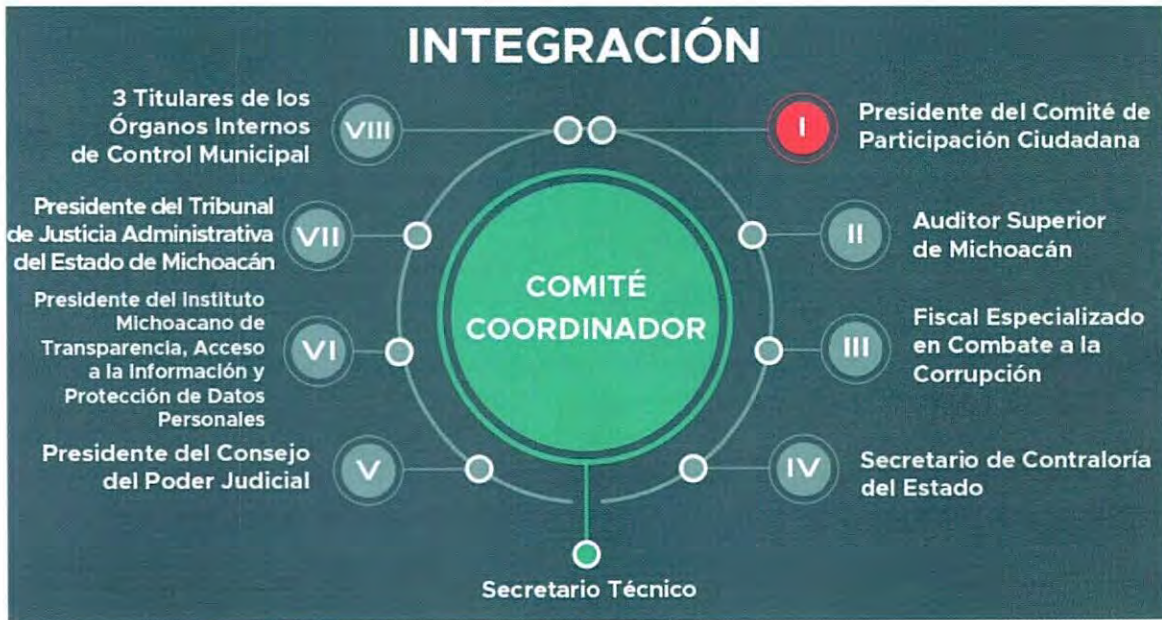 INTEGRACIÓN
I
Presidente del Comité de
Participación Ciudadana
II
Auditor Superior
de Michoacán
III
Fiscal Especializado
en Combate a la
Corrupción
IV
Secretario de Contraloría
del Estado
V
Presidente del Consejo
del Poder Judicial
VI
Presidente del Instituto
Michoacano de
Transparencia, Acceso
a la Información y
Protección de Datos
Personales
VII
Presidente del Tribunal
de Justicia Administrativa
del Estado de Michoacán
VIII
3 Titulares de los
Órganos Internos
de Control Municipal
COMITÉ
COORDINADOR
Secretario Técnico